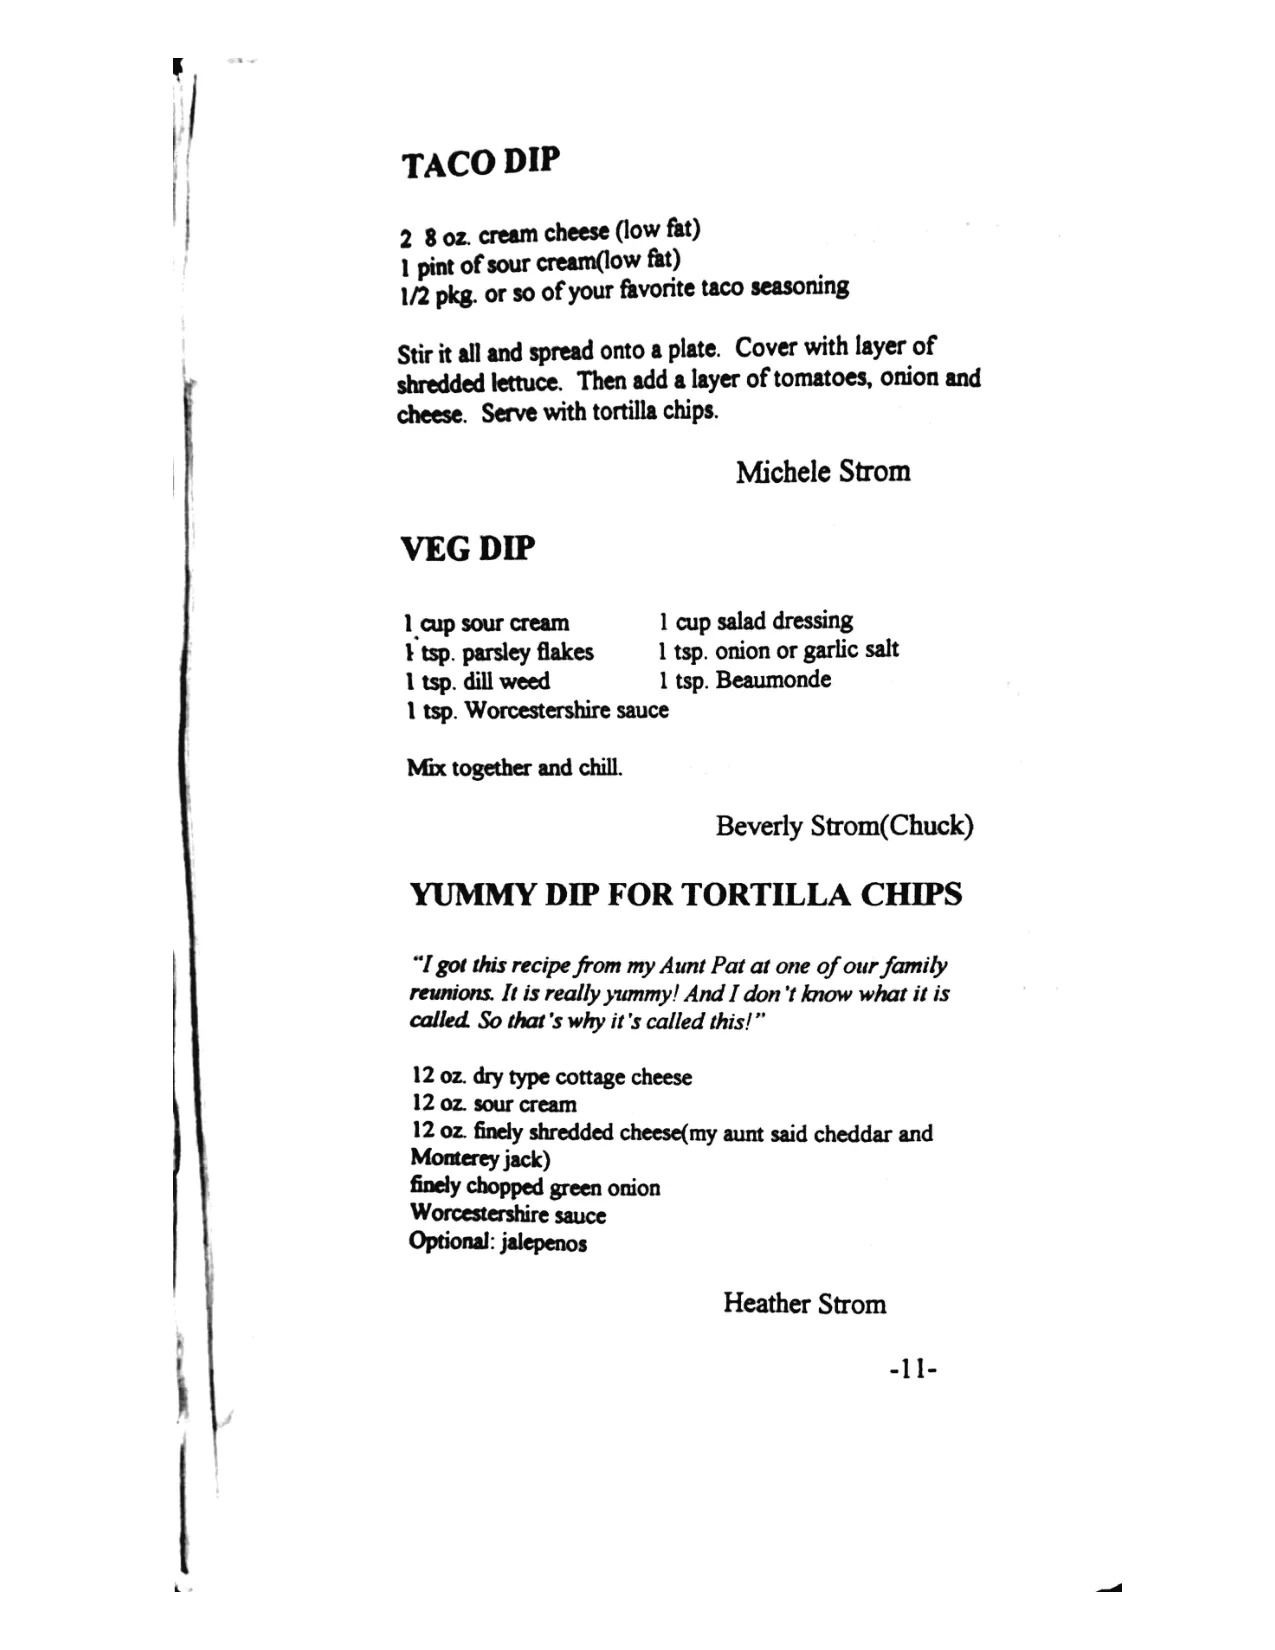 TACO DIP
2 8 oz. cream cheese (low fat)
1 pint of sour cream(low fat)
1/2 pkg. or so of your favorite taco seasoning
Stir it all and spread onto a plate. Cover with layer of
shredded lettuce. Then add a layer of tomatoes, onion and
cheese. Serve with tortilla chips.
Michele Strom
VEG DIP
1 cup sour cream 1 cup salad dressing
1 tsp. parsley flakes 1 tsp. onion or garlic salt
1 tsp. dill weed 1 tsp. Beaumonde
1 tsp. Worcestershire sauce
Mix together and chill.
Beverly Strom(Chuck)
YUMMY DIP FOR TORTILLA CHIPS
"I got this recipe from my Aunt Pat at one of our family
reunions. It is really yummy! And I don't know what it is
called. So that's why it's called this!"
12 oz. dry type cottage cheese
12 oz. sour cream
12 oz. finely shredded cheese(my aunt said cheddar and
Monterey jack)
finely chopped green onion
Worcestershire sauce
Optional: jalepenos
Heather Strom
-11-